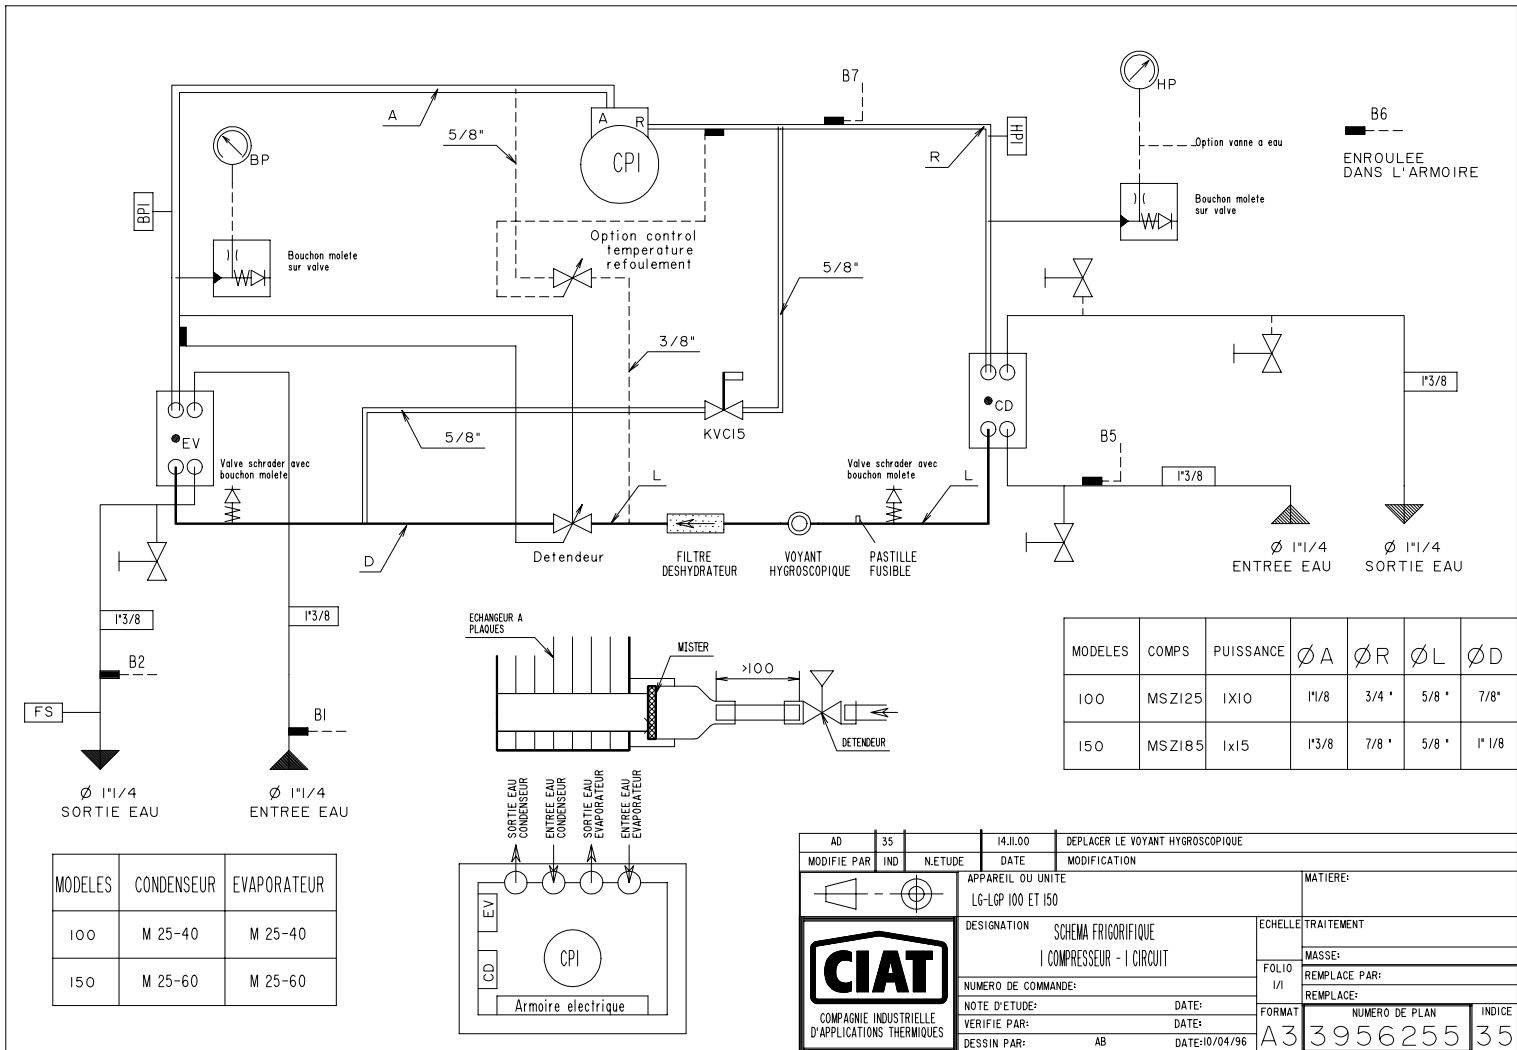 A
5/8"
A
R
CP1
B7
R
HP1
HP
Option vanne a eau
Bouchon molete
sur valve
B6
ENROULEE
DANS L'ARMOIRE
BP
BP1
Bouchon molete
sur valve
Option control
temperature
refoulement
5/8"
3/8"
5/8"
KVC15
EV
CD
Valve schrader avec
bouchon molete
Valve schrader avec
bouchon molete
L
L
D
Detendeur
FILTRE
DESHYDRATEUR
VOYANT
HYGROSCOPIQUE
PASTILLE
FUSIBLE
B5
1"3/8
1"3/8
Ø 1"1/4
ENTREE EAU
Ø 1"1/4
SORTIE EAU
1"3/8
1"3/8
B2
B1
FS
Ø 1"1/4
SORTIE EAU
Ø 1"1/4
ENTREE EAU
ECHANGEUR A
PLAQUES
MISTER
>100
DETENDEUR
MODELES COMPS PUISSANCE ØA ØR ØL ØD
100 MSZ125 1X10 1"1/8 3/4 " 5/8 " 7/8"
150 MSZ185 1x15 1"3/8 7/8 " 5/8 " 1" 1/8
MODELES CONDENSEUR EVAPORATEUR
100 M 25-40 M 25-40
150 M 25-60 M 25-60
SORTIE EAU
CONDENSEUR
ENTREE EAU
CONDENSEUR
SORTIE EAU
EVAPORATEUR
ENTREE EAU
EVAPORATEUR
EV
CD
CP1
Armoire electrique
AD 35 14.11.00 DEPLACER LE VOYANT HYGROSCOPIQUE
MODIFIE PAR IND N.ETUDE DATE MODIFICATION
APPAREIL OU UNITE
LG-LGP 100 ET 150
MATIERE:
DESIGNATION
SCHEMA FRIGORIFIQUE
1 COMPRESSEUR - 1 CIRCUIT
ECHELLE
TRAITEMENT
MASSE:
FOLIO
1/1
REMPLACE PAR:
REMPLACE:
NUMERO DE COMMANDE:
NOTE D'ETUDE: DATE:
VERIFIE PAR: DATE:
DESSIN PAR: AB DATE:10/04/96
FORMAT
A3
NUMERO DE PLAN
3956255
INDICE
35
CIAT
COMPAGNIE INDUSTRIELLE
D'APPLICATIONS THERMIQUES